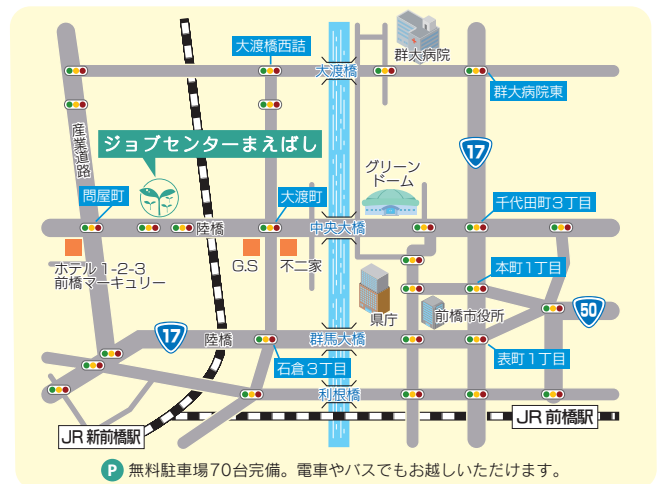 大渡橋西詰
群大病院
大渡橋
群大病院東
産業道路
ジョブセンターまえばし
17
グリーン
ドーム
問屋町
大渡町
千代田町3丁目
陸橋
中央大橋
ホテル1-2-3
前橋マーキュリー
G.S
不二家
本町1丁目
県庁
前橋市役所
50
17
陸橋
群馬大橋
石倉3丁目
表町1丁目
利根橋
JR 前橋駅
JR 新前橋駅
P 無料駐車場70台完備。電車やバスでもお越しいただけます。